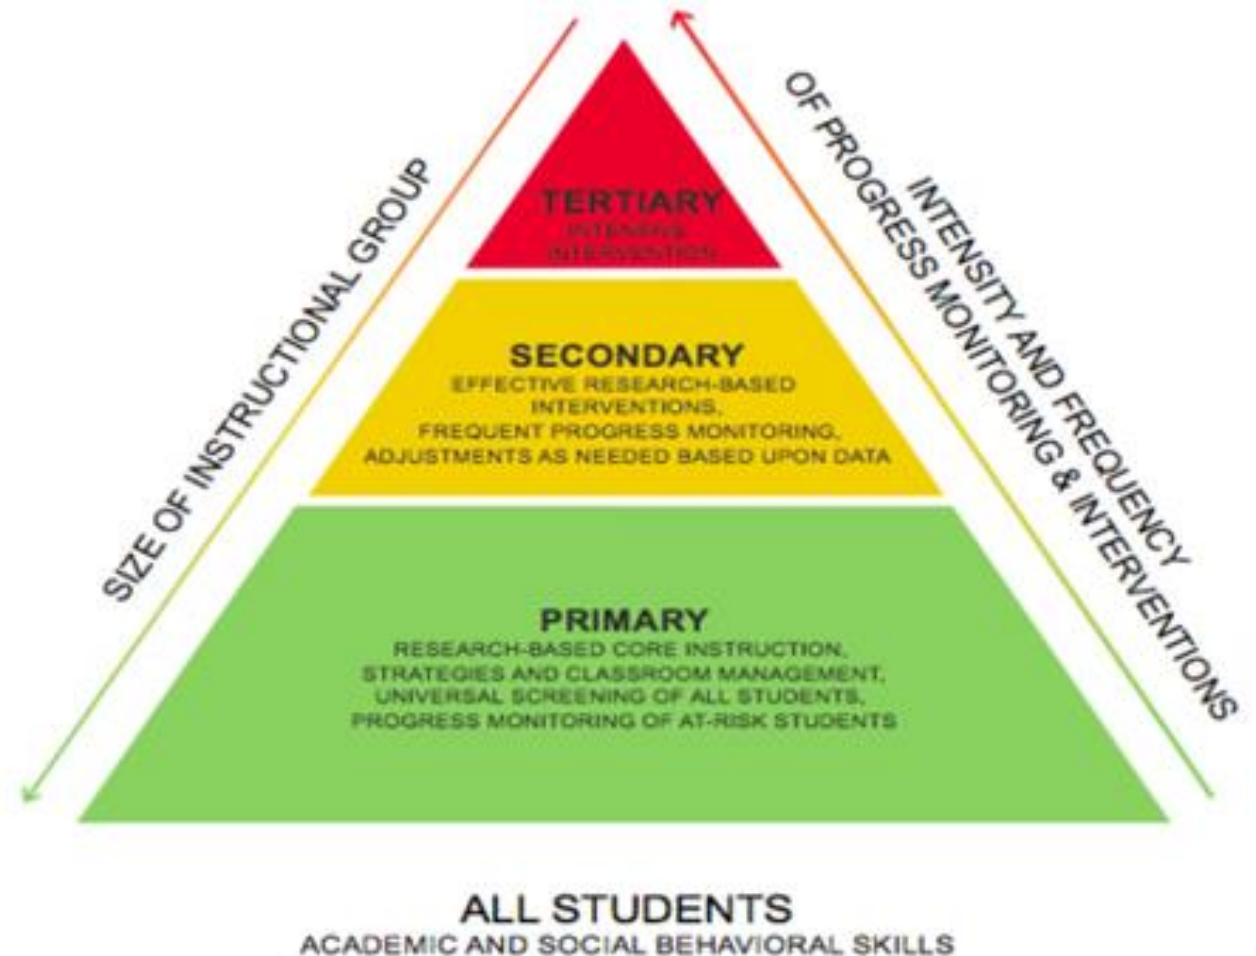 SIZE OF INSTRUCTIONAL GROUP
INTENSITY AND FREQUENCY
OF PROGRESS MONITORING & INTERVENTIONS
TERTIARY
INTENSIVE
INTERVENTION
SECONDARY
EFFECTIVE RESEARCH-BASED
INTERVENTIONS,
FREQUENT PROGRESS MONITORING,
ADJUSTMENTS AS NEEDED BASED UPON DATA
PRIMARY
RESEARCH-BASED CORE INSTRUCTION,
STRATEGIES AND CLASSROOM MANAGEMENT,
UNIVERSAL SCREENING OF ALL STUDENTS,
PROGRESS MONITORING OF AT-RISK STUDENTS
ALL STUDENTS
ACADEMIC AND SOCIAL BEHAVIORAL SKILLS